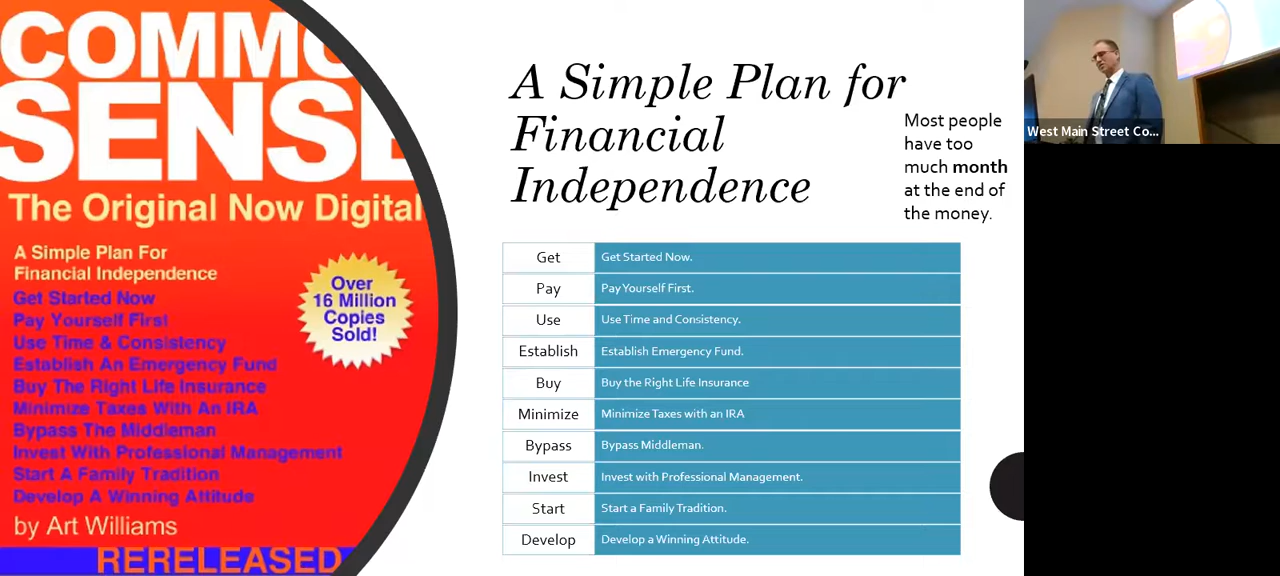 COMMO
SENSE
The Original Now Digital
A Simple Plan For
Financial Independence
Get Started Now
Pay Yourself First
Use Time & Consistency
Establish An Emergency Fund
Buy The Right Life Insurance
Minimize Taxes With An IRA
Bypass The Middleman
Invest With Professional Management
Start A Family Tradition
Develop A Winning Attitude
by Art Williams
RERELEASED
Over
16 Million
Copies
Sold!
A Simple Plan for
Financial
Independence
Most people
have too
much month
at the end of
the money.
Get Get Started Now.
Pay Pay Yourself First.
Use Use Time and Consistency.
Establish Establish Emergency Fund.
Buy Buy the Right Life Insurance
Minimize Minimize Taxes with an IRA
Bypass Bypass Middleman.
Invest Invest with Professional Management.
Start Start a Family Tradition.
Develop Develop a Winning Attitude.
West Main Street Co...